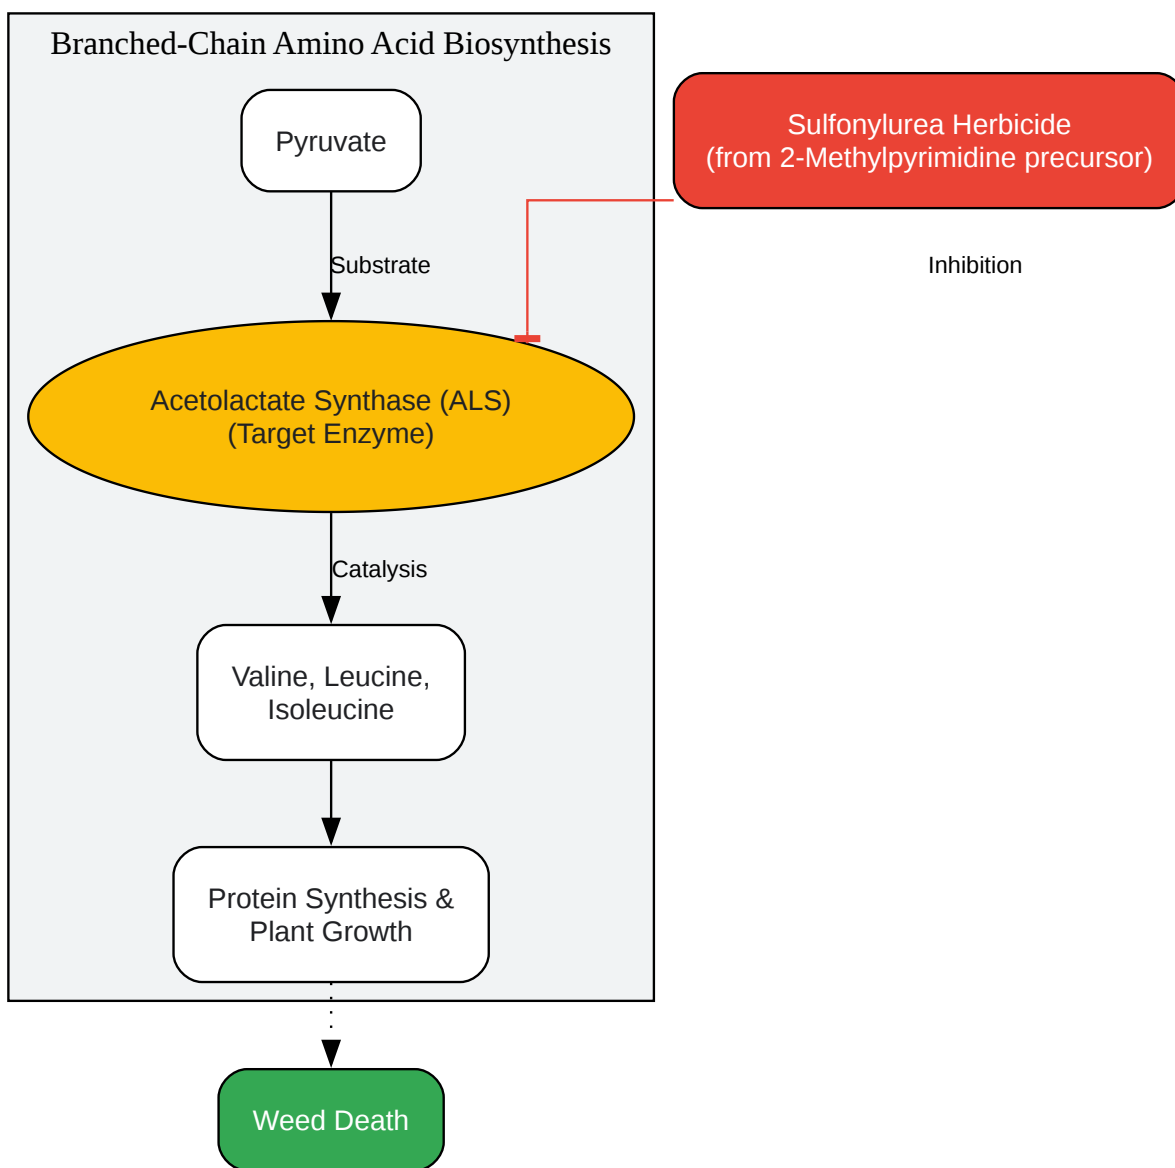 Branched-Chain Amino Acid Biosynthesis
Pyruvate
Sulfonylurea Herbicide
(from 2-Methylpyrimidine precursor)
Substrate
Inhibition
Acetolactate Synthase (ALS)
(Target Enzyme)
Catalysis
Valine, Leucine,
Isoleucine
Protein Synthesis &
Plant Growth
Weed Death